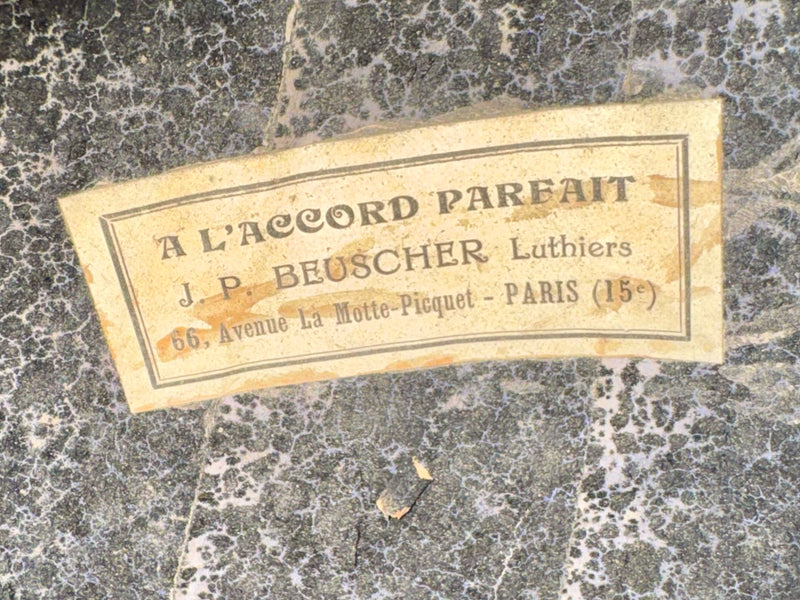 A L'ACCORD PARFAIT
J. P. BEUSCHER Luthiers
66, Avenue La Motte-Picquet - PARIS (15e)